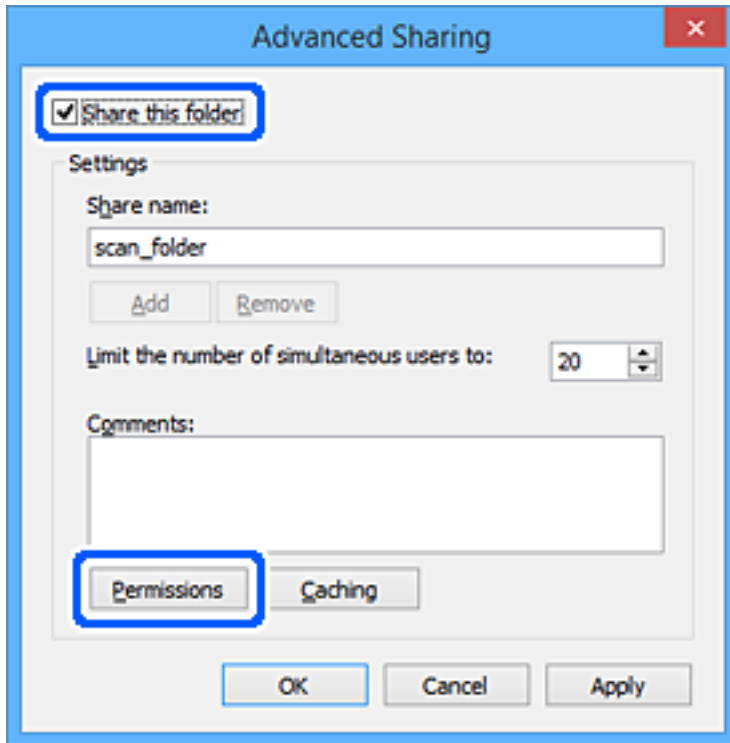 Advanced Sharing
Share this folder
Settings
Share name:
scan_folder
Add Remove
Limit the number of simultaneous users to: 20
Comments:
Permissions Caching
OK Cancel Apply